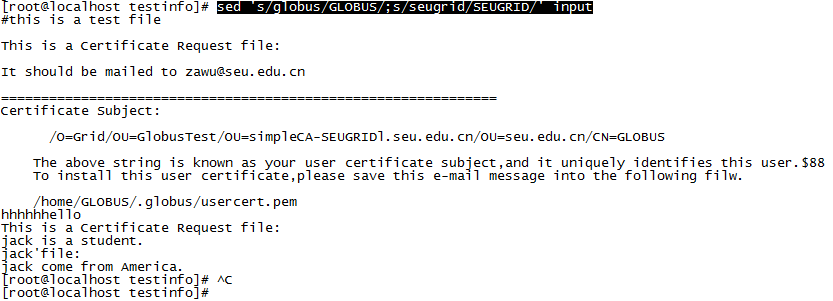 [root@localhost testinfo]# sed 's/globus/GLOBUS/;s/seugrid/SEUGRID/' input
#this is a test file
This is a Certificate Request file:
It should be mailed to zawu@seu.edu.cn
==============================================================
Certificate Subject:
/O=Grid/OU=GlobusTest/OU=simpleCA-SEUGRIDl.seu.edu.cn/OU=seu.edu.cn/CN=GLOBUS
The above string is known as your user certificate subject,and it uniquely identifies this user.$88
To install this user certificate,please save this e-mail message into the following filw.
/home/GLOBUS/.globus/usercert.pem
hhhhhhello
This is a Certificate Request file:
jack is a student.
jack'file:
jack come from America.
[root@localhost testinfo]# ^C
[root@localhost testinfo]#